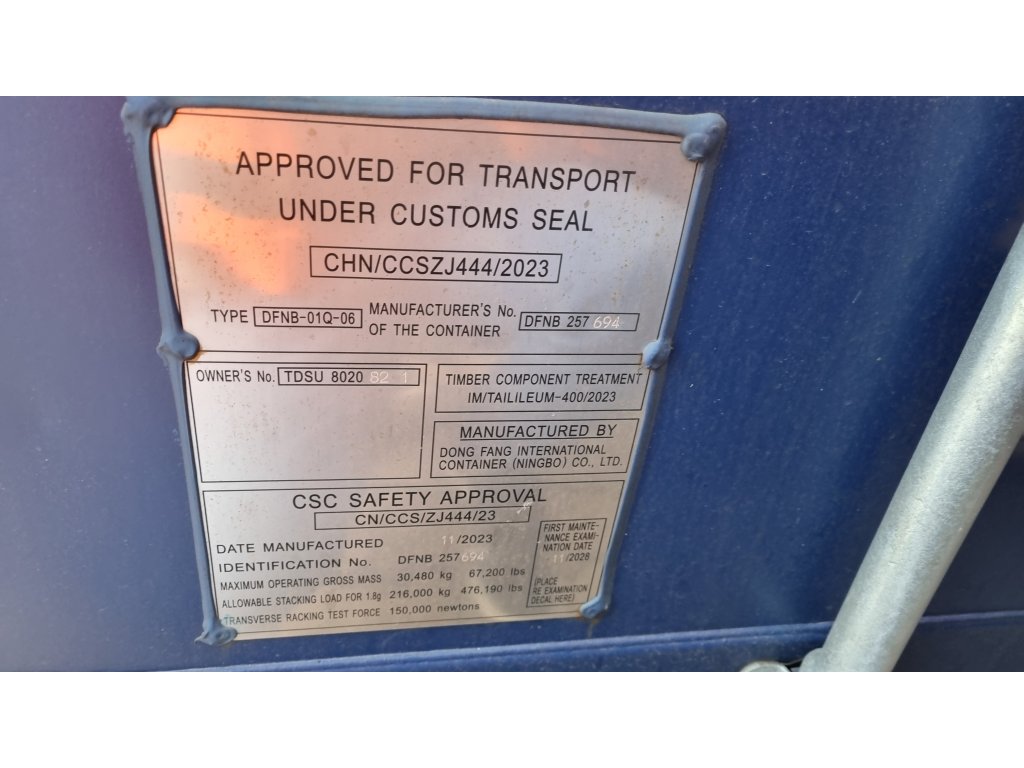 APPROVED FOR TRANSPORT
UNDER CUSTOMS SEAL
CHN/CCSZJ444/2023
TYPE DFNB-01Q-06 MANUFACTURER'S No. OF THE CONTAINER DFNB 257694
OWNER'S No. TDSU 8020 82 1
TIMBER COMPONENT TREATMENT
IM/TAILILEUM-400/2023
MANUFACTURED BY
DONG FANG INTERNATIONAL
CONTAINER (NINGBO) CO., LTD.
CSC SAFETY APPROVAL
CN/CCS/ZJ444/23
DATE MANUFACTURED 11/2023
IDENTIFICATION No. DFNB 257694
MAXIMUM OPERATING GROSS MASS 30,480 kg 67,200 lbs
ALLOWABLE STACKING LOAD FOR 1.8g 216,000 kg 476,190 lbs
TRANSVERSE RACKING TEST FORCE 150,000 newtons
FIRST MAINTE-
NANCE EXAMI-
NATION DATE
11/2028
(PLACE
RE EXAMINATION
DECAL HERE)